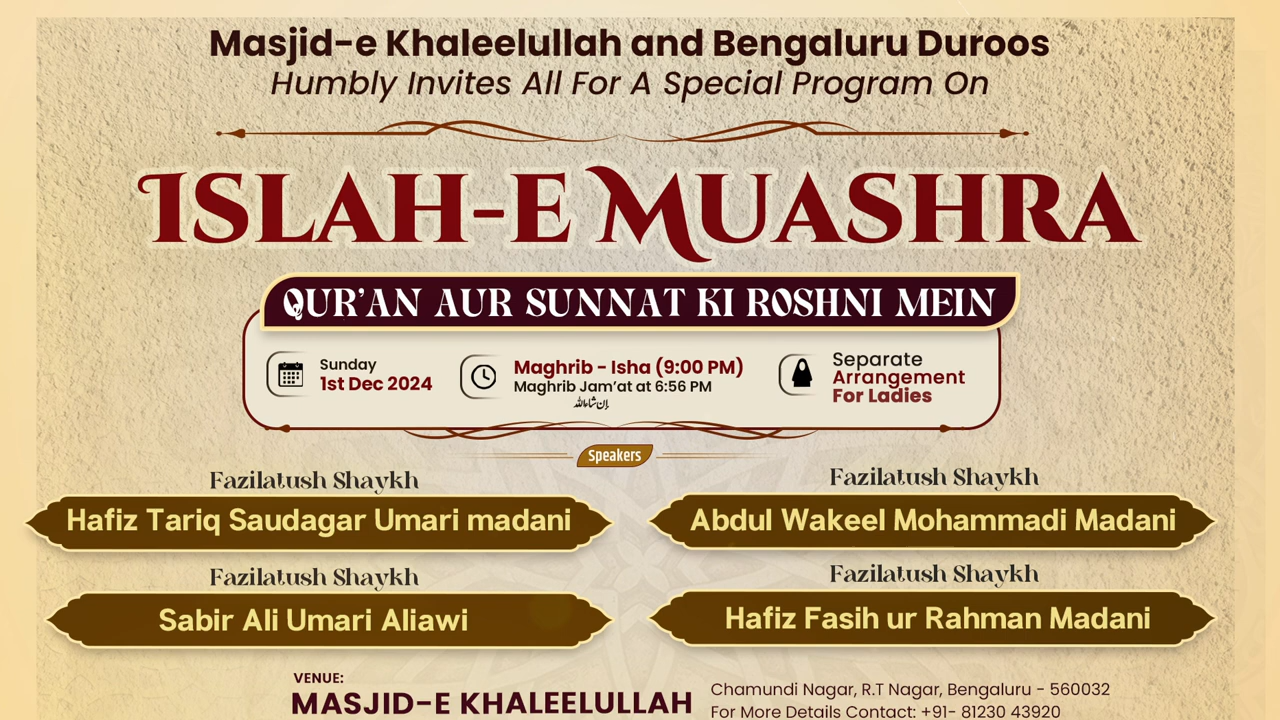 Masjid-e Khaleelullah and Bengaluru Duroos
Humbly Invites All For A Special Program On
ISLAH-E MUASHRA
QUR'AN AUR SUNNAT KI ROSHNI MEIN
Sunday
1st Dec 2024
Maghrib - Isha (9:00 PM)
Maghrib Jam'at at 6:56 PM
إن شاءالله
Separate
Arrangement
For Ladies
Speakers
Fazilatush Shaykh
Hafiz Tariq Saudagar Umari madani
Fazilatush Shaykh
Abdul Wakeel Mohammadi Madani
Fazilatush Shaykh
Sabir Ali Umari Aliawi
Fazilatush Shaykh
Hafiz Fasih ur Rahman Madani
VENUE:
MASJID-E KHALEELULLAH
Chamundi Nagar, R.T Nagar, Bengaluru - 560032
For More Details Contact: +91- 81230 43920